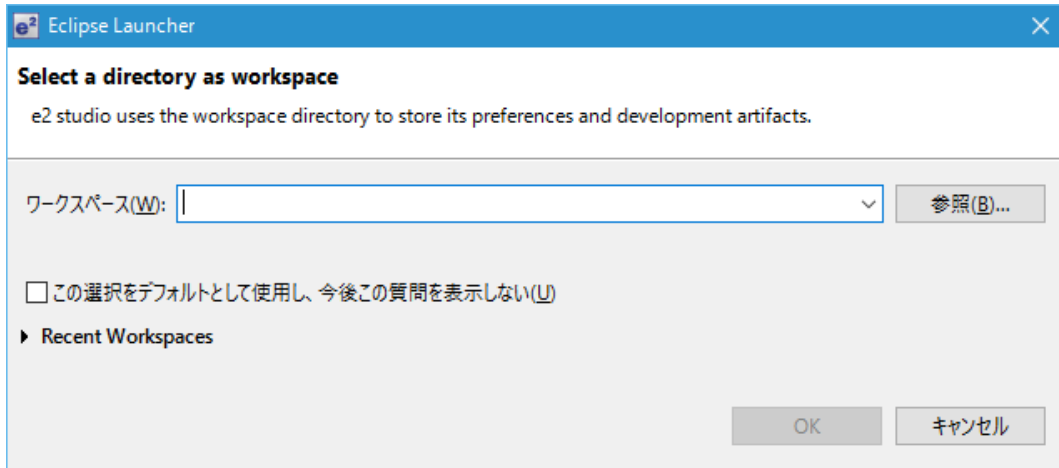 e² Eclipse Launcher
Select a directory as workspace
e2 studio uses the workspace directory to store its preferences and development artifacts.
ワークスペース(W):
参照(B)...
この選択をデフォルトとして使用し、今後この質問を表示しない(U)
Recent Workspaces
OK
キャンセル